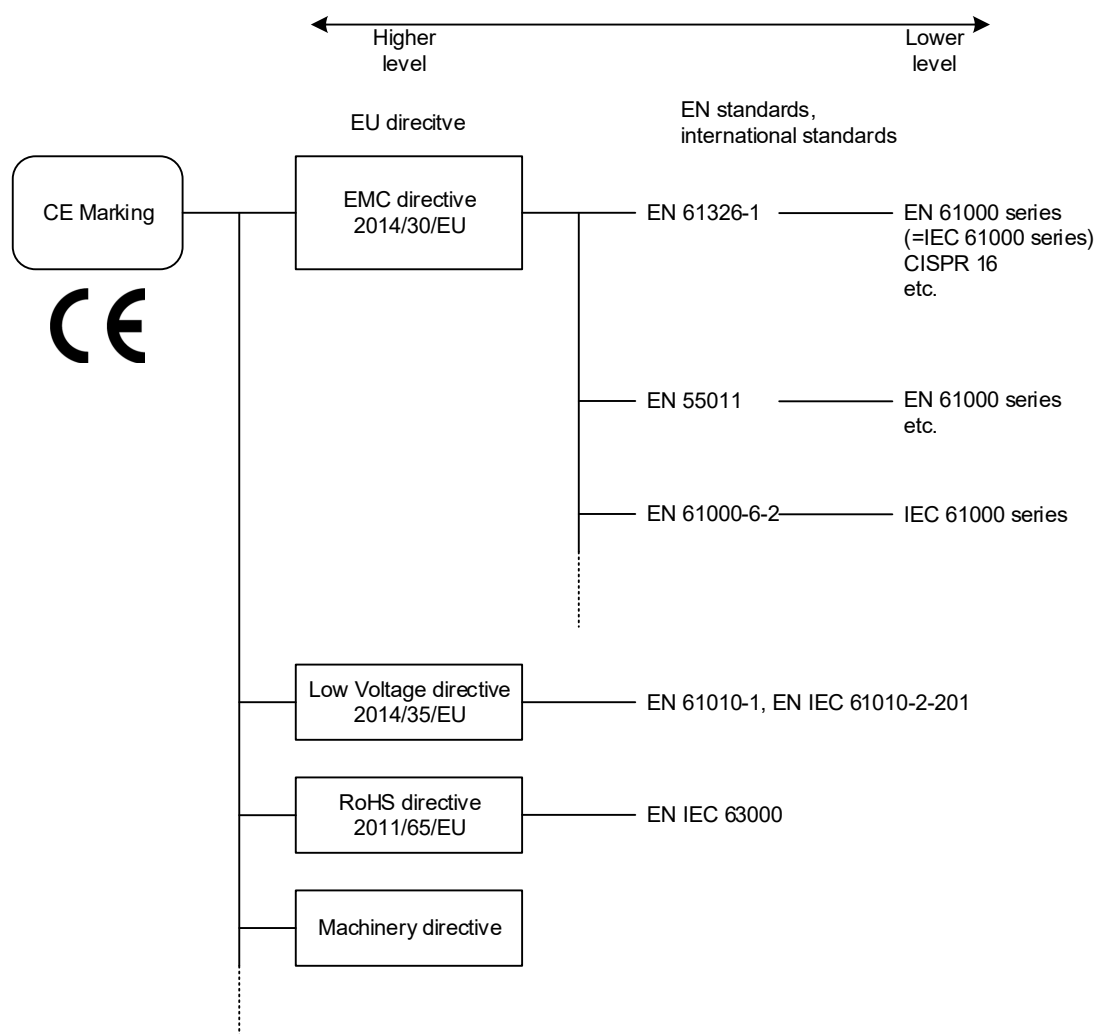 Higher
level
Lower
level
EU direcitve
EN standards,
international standards
CE Marking
CE
EMC directive
2014/30/EU
EN 61326-1
EN 61000 series
(=IEC 61000 series)
CISPR 16
etc.
EN 55011
EN 61000 series
etc.
EN 61000-6-2
IEC 61000 series
Low Voltage directive
2014/35/EU
EN 61010-1, EN IEC 61010-2-201
RoHS directive
2011/65/EU
EN IEC 63000
Machinery directive